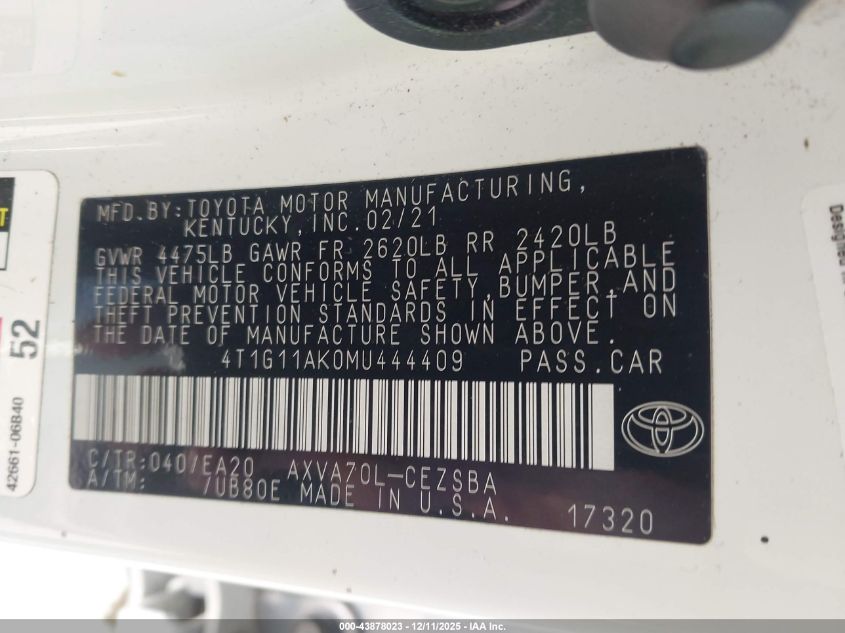 MFD.BY:TOYOTA MOTOR MANUFACTURING,
KENTUCKY,INC.02/21
GVWR 4475LB GAWR FR 2620LB RR 2420LB
THIS VEHICLE CONFORMS TO ALL APPLICABLE
FEDERAL MOTOR VEHICLE SAFETY,BUMPER,AND
THEFT PREVENTION STANDARDS IN EFFECT ON
THE DATE OF MANUFACTURE SHOWN ABOVE.
4T1G11AK0MU444409 PASS.CAR
C/TR:040/EA20 AXVA70L-CEZSBA
A/TM: /UB80E MADE IN U.S.A.
17320
52
42661-06B40
Designed
000-43878023 - 12/11/2025 - IAA Inc.